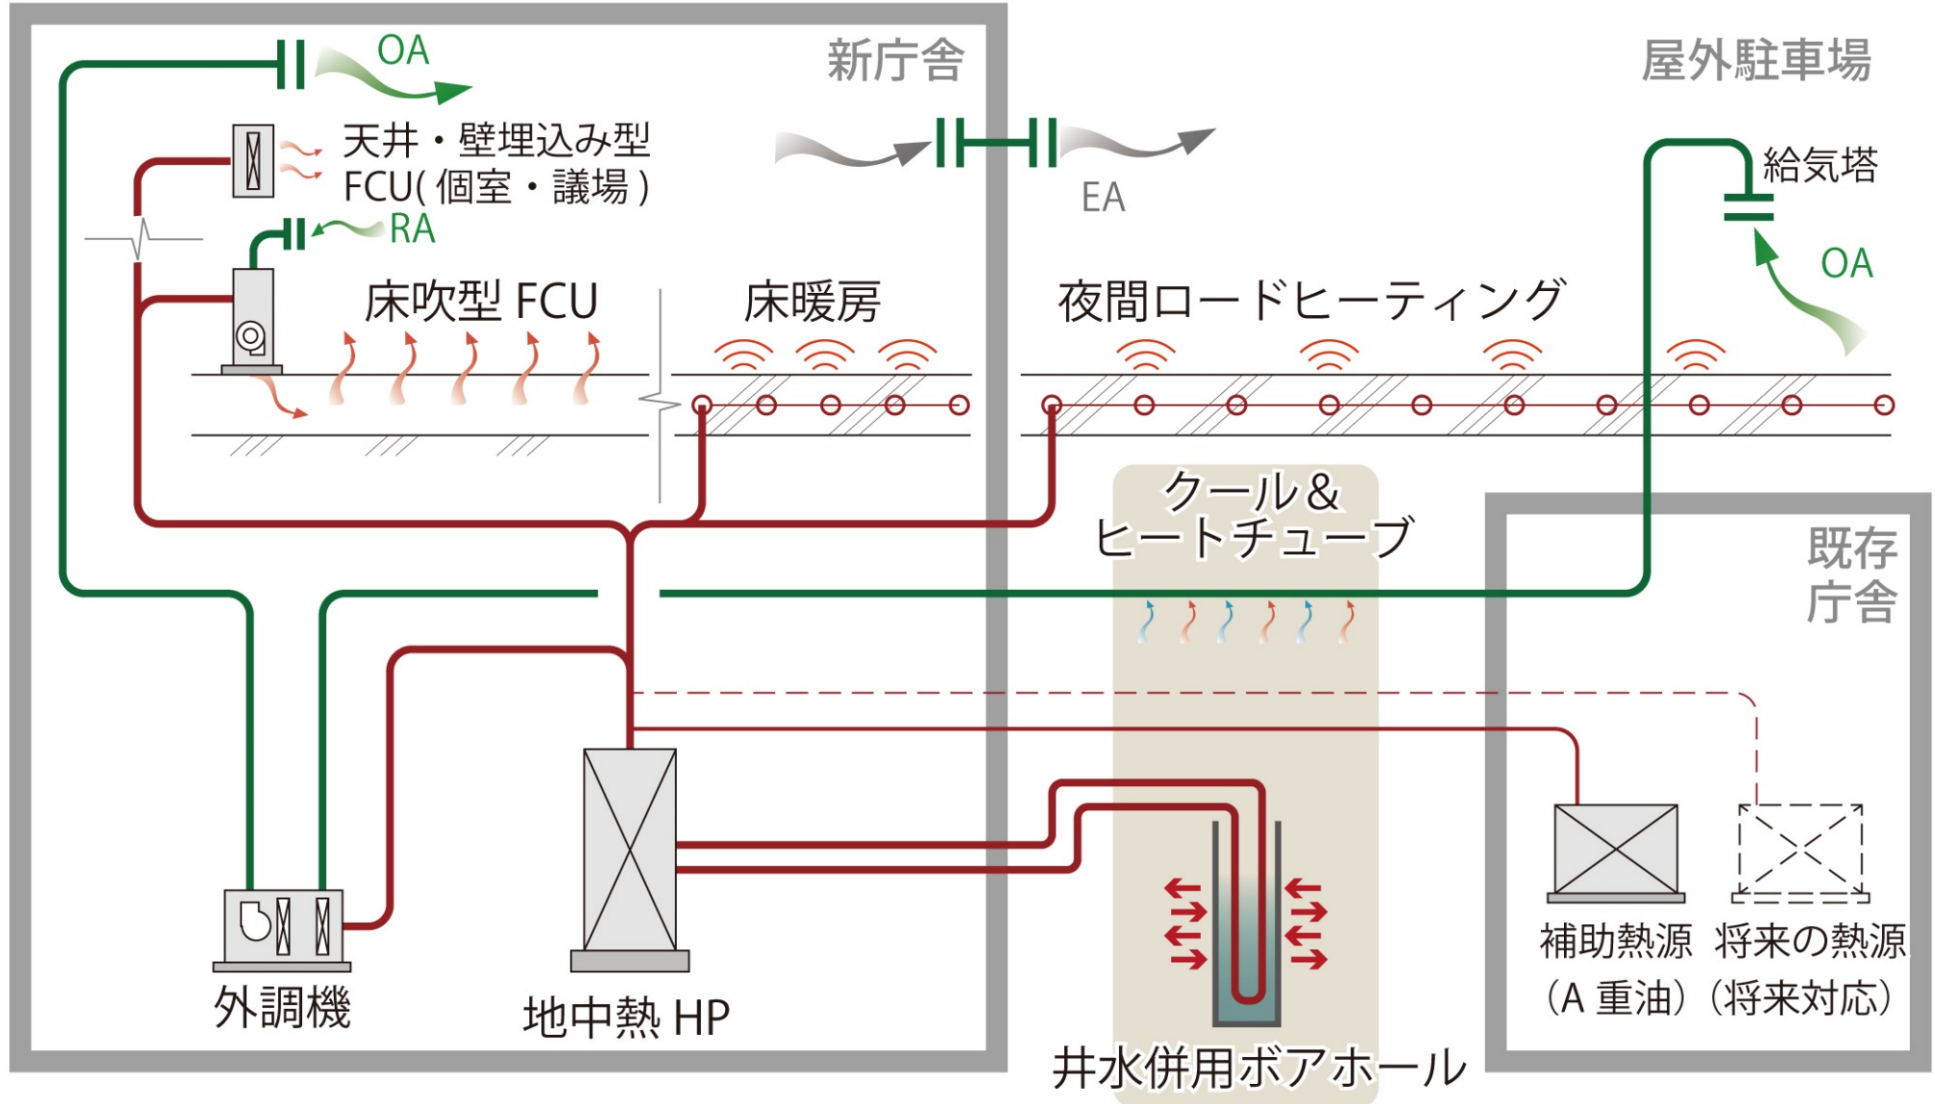 OA
新庁舎
屋外駐車場
天井・壁埋込み型
FCU(個室・議場)
RA
EA
給気塔
OA
床吹型 FCU
床暖房
夜間ロードヒーティング
クール&
ヒートチューブ
既存
庁舎
補助熱源
(A 重油)
将来の熱源
(将来対応)
外調機
地中熱 HP
井水併用ボアホール